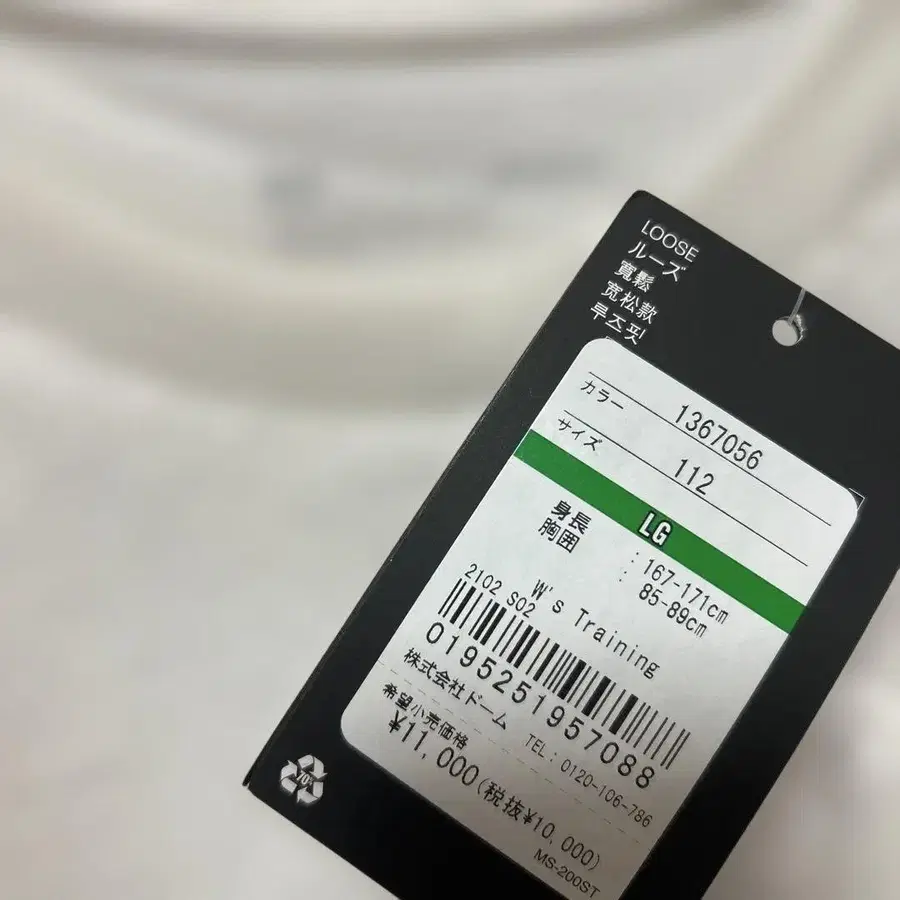 LOOSE
ルーズ
寬鬆
宽松款
루즈핏
1367056
カラー
112
サイズ
LG
身長 : 167-171cm
胸囲 : 85-89cm
W's Training
2102 S02
0195251957088
株式会社ドーム TEL: 0120-106-786
希望小売価格
¥11,000(税抜¥10,000)
MS-200ST
70%